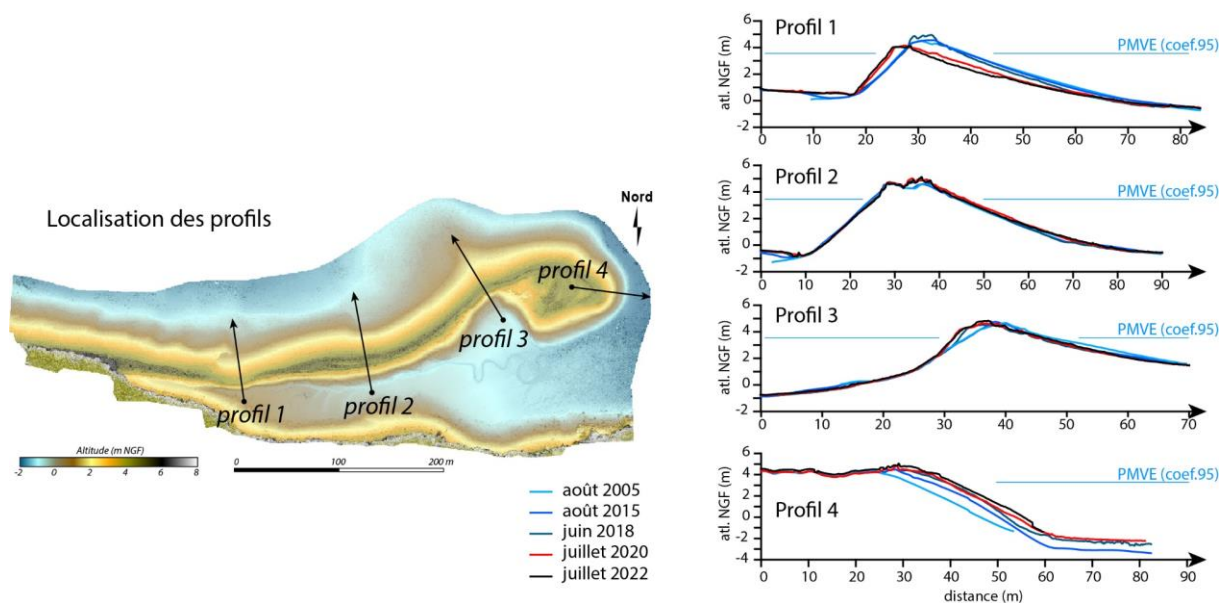 Localisation des profils
Nord
profil 4
profil 3
profil 1
profil 2
Altitude (m NGF)
-2 0 2 4 6 8
0 100 200 m
août 2005
août 2015
juin 2018
juillet 2020
juillet 2022
Profil 1
PMVE (coef.95)
atl. NGF (m)
6
4
2
0
-2
0 10 20 30 40 50 60 70 80
Profil 2
PMVE (coef.95)
atl. NGF (m)
6
4
2
0
-2
0 10 20 30 40 50 60 70 80 90
Profil 3
PMVE (coef.95)
atl. NGF (m)
6
4
2
0
-2
0 10 20 30 40 50 60 70
Profil 4
PMVE (coef.95)
atl. NGF (m)
6
4
2
0
-2
-4
0 10 20 30 40 50 60 70 80 90
distance (m)